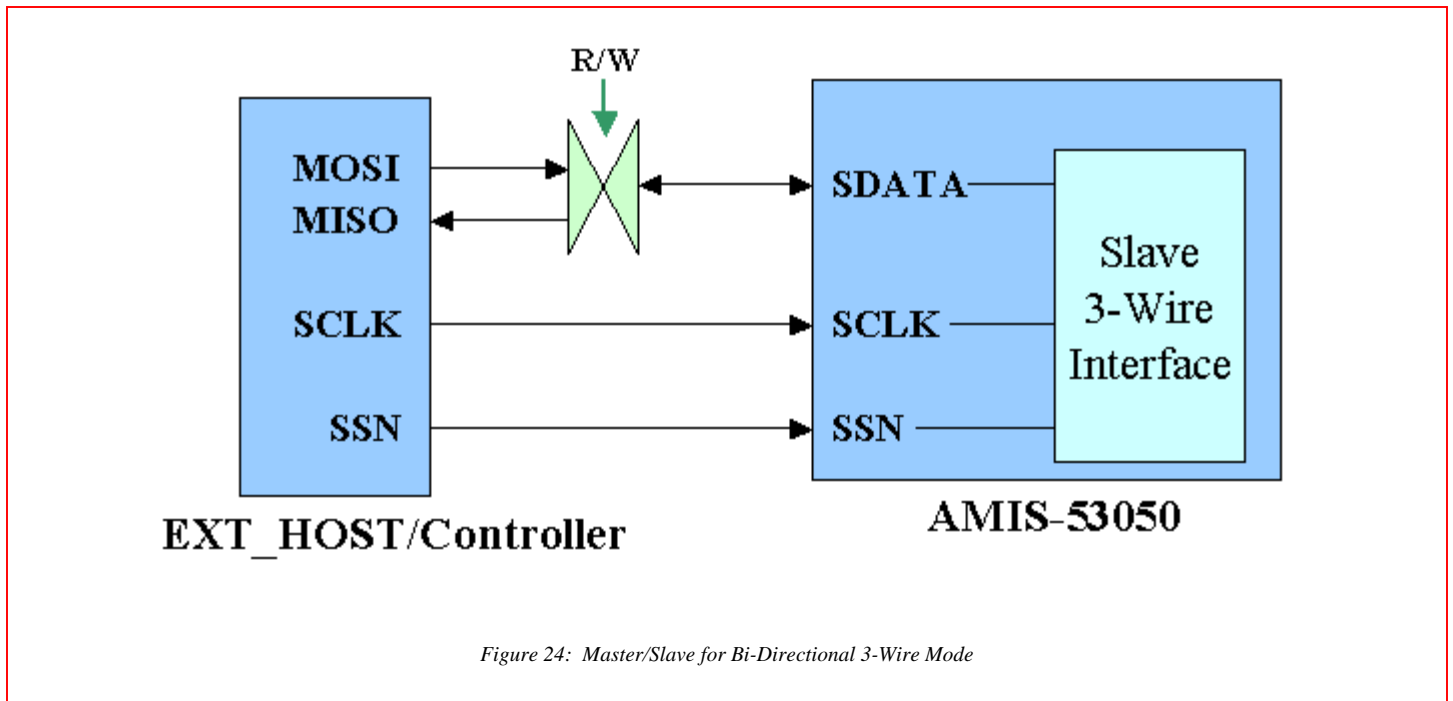 R/W
MOSI
MISO
SCLK
SSN
EXT_HOST/Controller
SDATA
SCLK
SSN
Slave
3-Wire
Interface
AMIS-53050
Figure 24: Master/Slave for Bi-Directional 3-Wire Mode